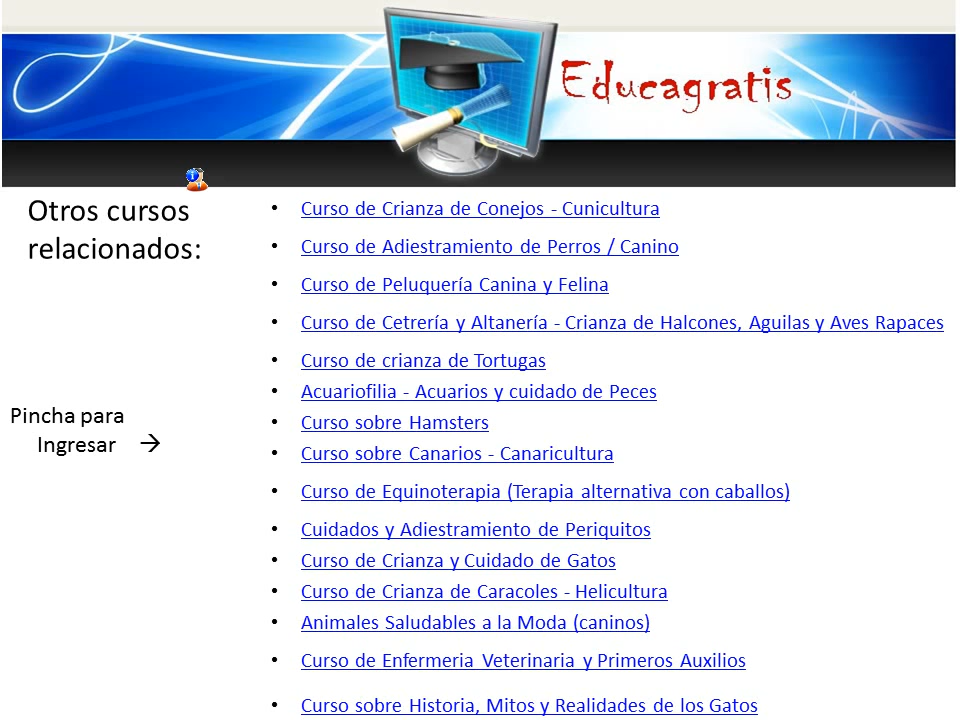 Educagratis
Otros cursos
relacionados:
Pincha para
Ingresar →
• Curso de Crianza de Conejos - Cunicultura
• Curso de Adiestramiento de Perros / Canino
• Curso de Peluquería Canina y Felina
• Curso de Cetrería y Altanería - Crianza de Halcones, Aguilas y Aves Rapaces
• Curso de crianza de Tortugas
• Acuariofilia - Acuarios y cuidado de Peces
• Curso sobre Hamsters
• Curso sobre Canarios - Canaricultura
• Curso de Equinoterapia (Terapia alternativa con caballos)
• Cuidados y Adiestramiento de Periquitos
• Curso de Crianza y Cuidado de Gatos
• Curso de Crianza de Caracoles - Helicultura
• Animales Saludables a la Moda (caninos)
• Curso de Enfermeria Veterinaria y Primeros Auxilios
• Curso sobre Historia, Mitos y Realidades de los Gatos